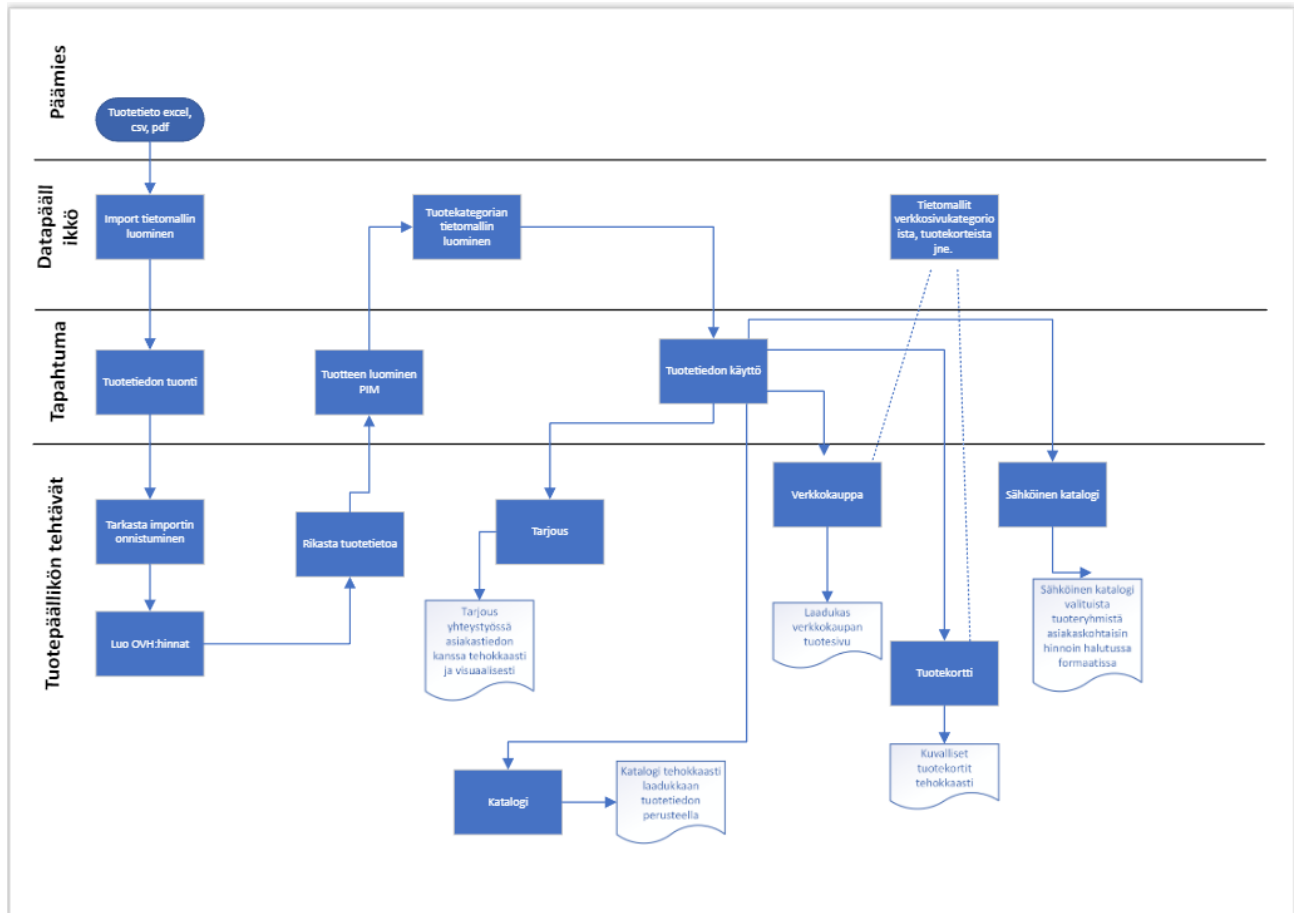 Päämies
Tuotetieto excel,
csv, pdf
Datapääll
ikkö
Import tietomallin
luominen
Tuotekategorian
tietomallin
luominen
Tietomallit
verkkosivukategorio
ista, tuotekorteista
jne.
Tapahtuma
Tuotetiedon tuonti
Tuotteen luominen
PIM
Tuotetiedon käyttö
Tuotepäällikön tehtävät
Tarkasta importin
onnistuminen
Rikasta tuotetietoa
Tarjous
Verkkokauppa
Sähköinen katalogi
Luo OVH:hinnat
Tarjous
yhteystyössä
asiakastiedon
kanssa tehokkaasti
ja visuaalisesti
Laadukas
verkkokaupan
tuotesivu
Tuotekortti
Sähköinen katalogi
valituista
tuoteryhmistä
asiakaskohtaisin
hinnoin halutussa
formaatissa
Katalogi
Katalogi tehokkaasti
laadukkaan
tuotetiedon
perusteella
Kuvalliset
tuotekortit
tehokkaasti